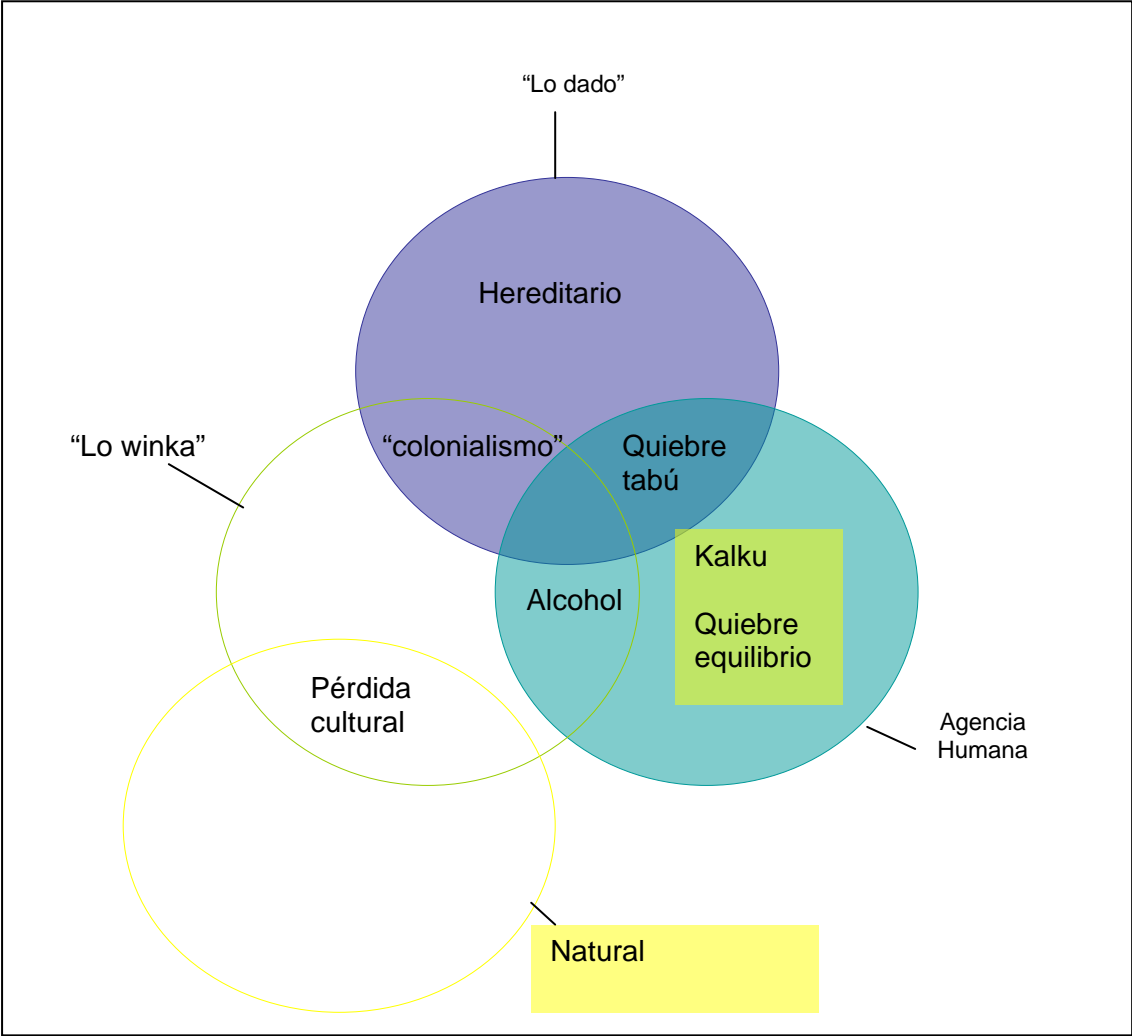 “Lo dado”
Hereditario
“Lo winka”
“colonialismo”
Quiebre
tabú
Kalku
Alcohol
Quiebre
equilibrio
Pérdida
cultural
Agencia
Humana
Natural